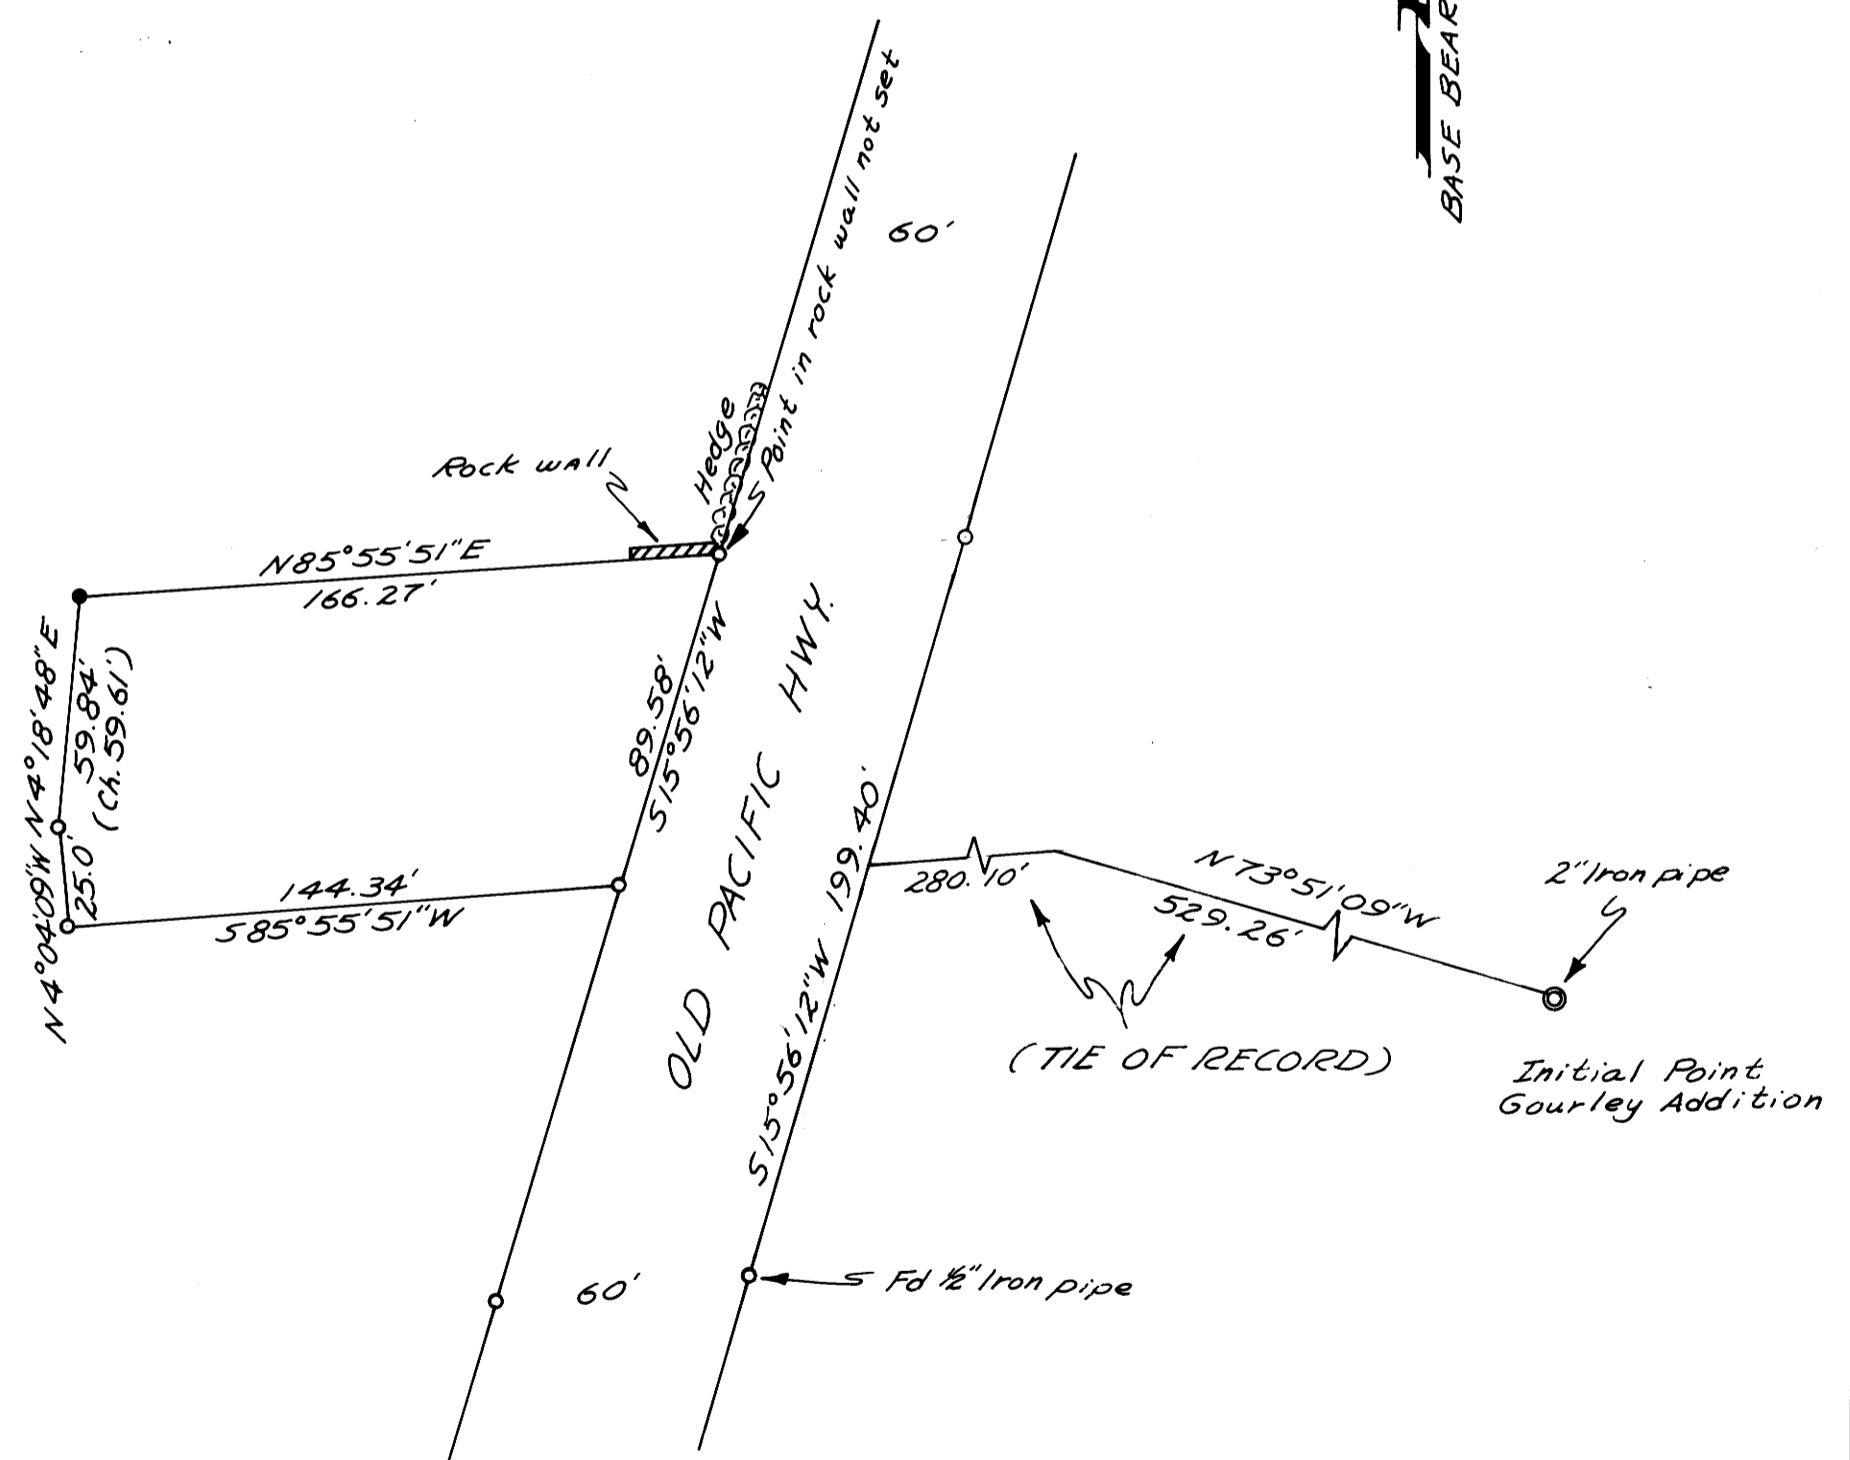 BASE BEAR
Point in rock wall not set
60'
Hedge
Rock wall
N85°55'51"E
166.27'
N4°18'48"E
59.84'
(Ch. 59.61')
N4°04'09"W
25.0'
89.58'
S15°56'12"W
144.34'
S85°55'51"W
OLD PACIFIC HWY.
S15°56'12"W 199.40'
280.10'
N73°51'09"W
529.26'
2" Iron pipe
(TIE OF RECORD)
Initial Point
Gourley Addition
60'
Fd ½" Iron pipe